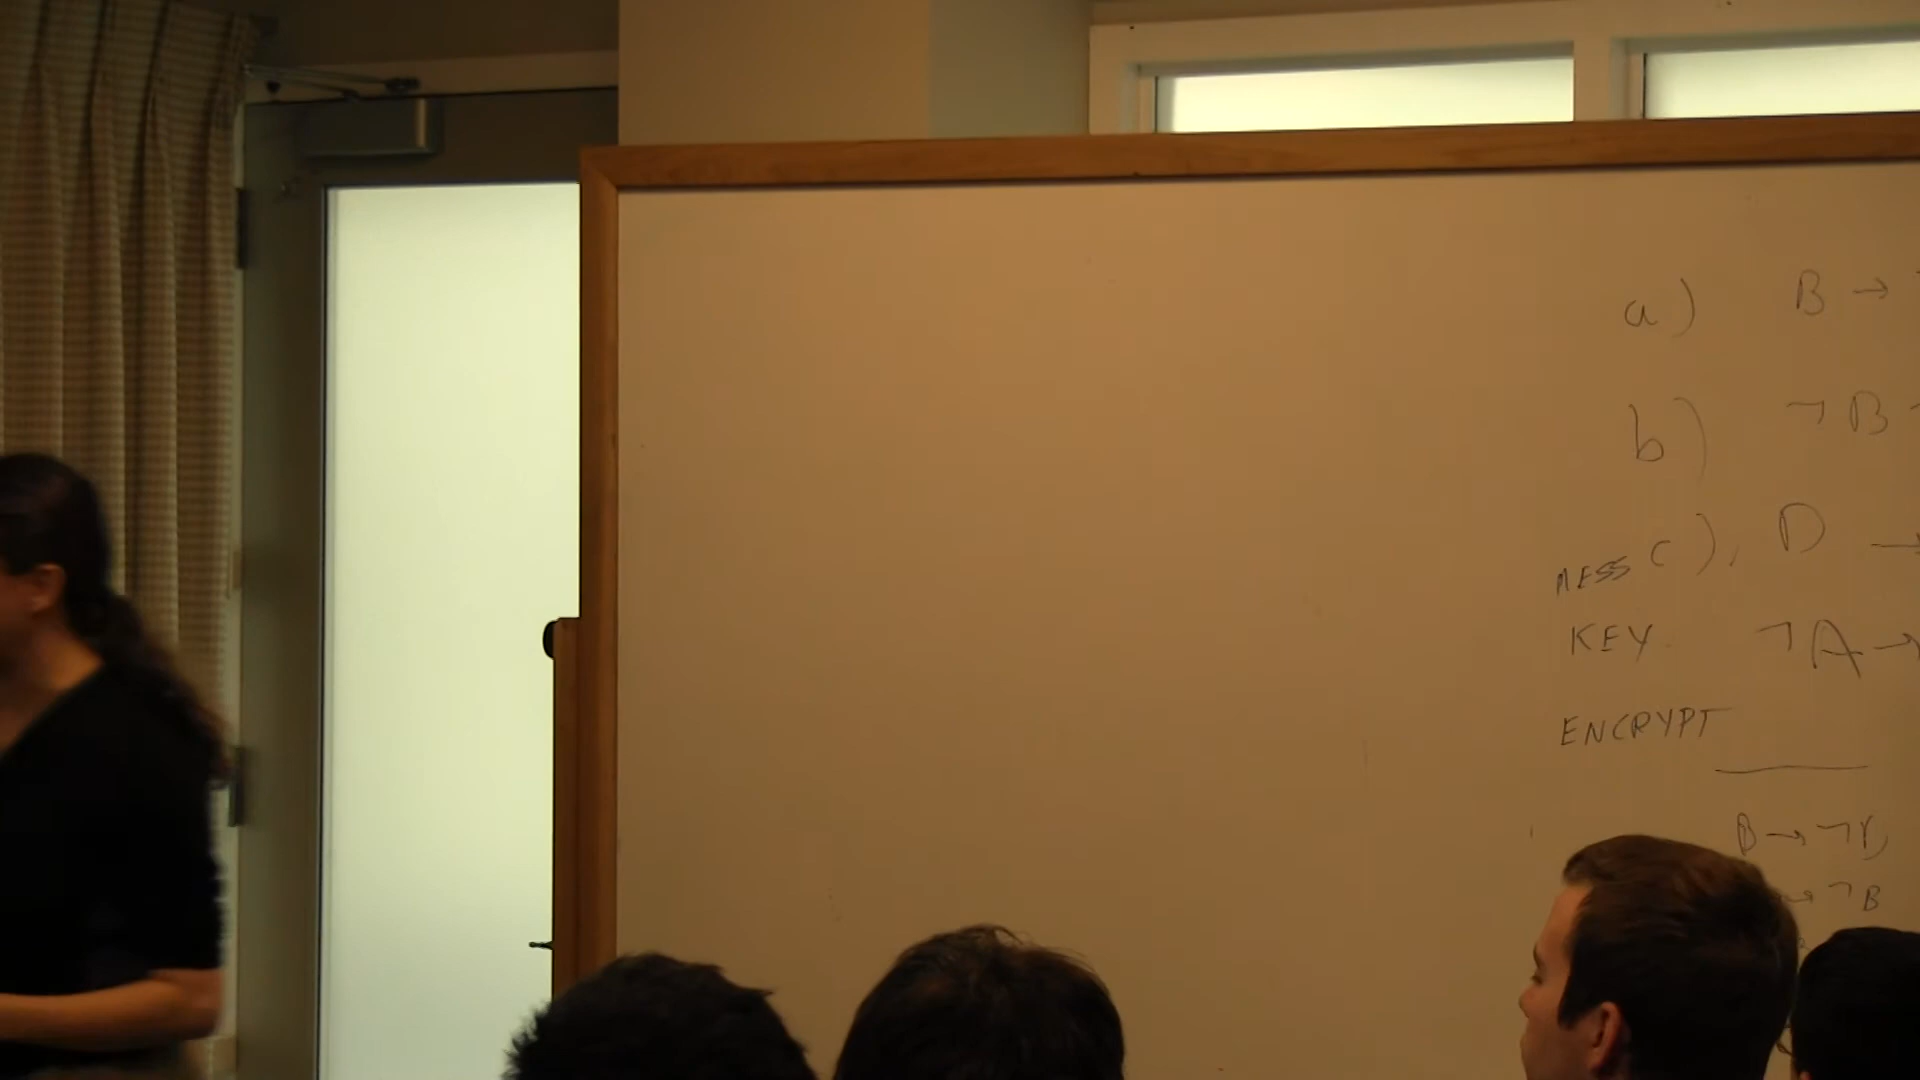 a) B →
b) ¬ B
MESS c), D →
KEY ¬ A →
ENCRYPT
B → ¬ D
→ ¬ B